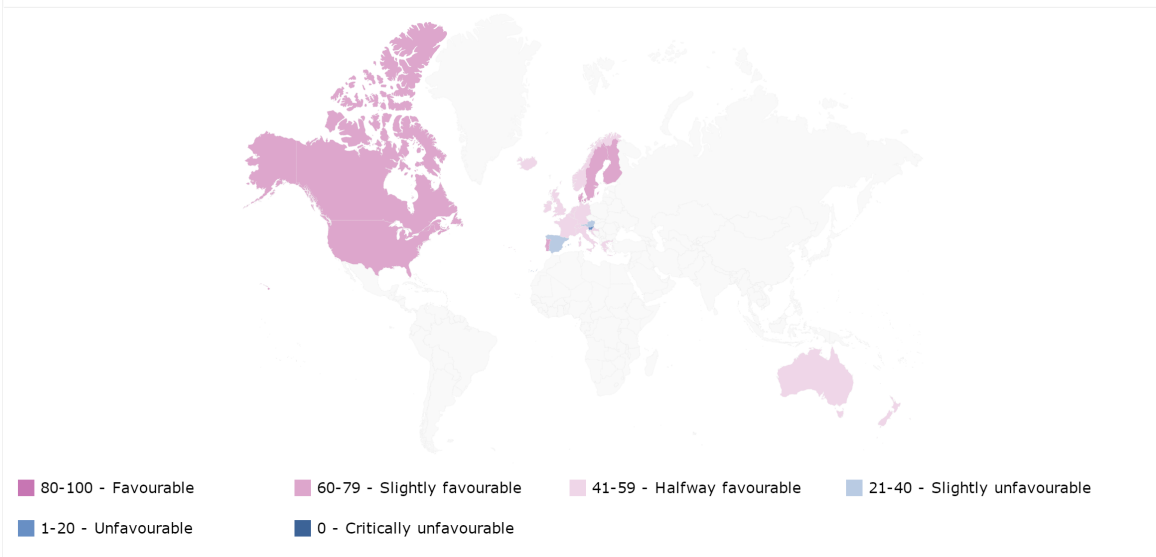 80-100 - Favourable
60-79 - Slightly favourable
41-59 - Halfway favourable
21-40 - Slightly unfavourable
1-20 - Unfavourable
0 - Critically unfavourable